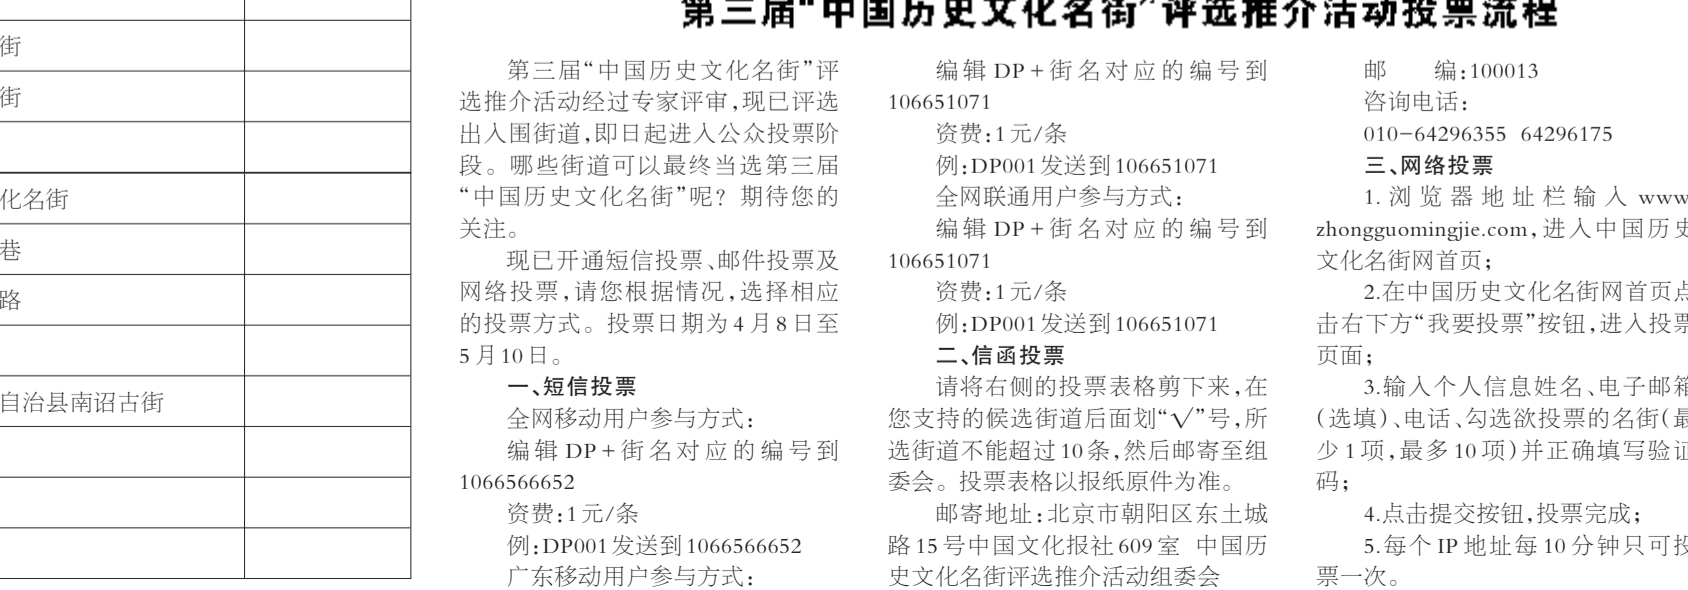 街
街
化名街
巷
路
自治县南诏古街
第三届“中国历史文化名街”评选推介活动投票流程
第三届“中国历史文化名街”评
选推介活动经过专家评审,现已评选
出入围街道,即日起进入公众投票阶
段。哪些街道可以最终当选第三届
“中国历史文化名街”呢？期待您的
关注。
现已开通短信投票、邮件投票及
网络投票,请您根据情况,选择相应
的投票方式。投票日期为4月8日至
5月10日。
一、短信投票
全网移动用户参与方式:
编辑 DP+街名对应的编号到
1066566652
资费:1元/条
例:DP001发送到1066566652
广东移动用户参与方式:
编辑 DP+街名对应的编号到
106651071
资费:1元/条
例:DP001发送到106651071
全网联通用户参与方式:
编辑 DP+街名对应的编号到
106651071
资费:1元/条
例:DP001发送到106651071
二、信函投票
请将右侧的投票表格剪下来,在
您支持的候选街道后面划“√”号,所
选街道不能超过10条,然后邮寄至组
委会。投票表格以报纸原件为准。
邮寄地址:北京市朝阳区东土城
路15号中国文化报社609室 中国历
史文化名街评选推介活动组委会
邮 编:100013
咨询电话:
010-64296355 64296175
三、网络投票
1.浏览器地址栏输入 www
zhongguomingjie.com,进入中国历史
文化名街网首页;
2.在中国历史文化名街网首页点
击右下方“我要投票”按钮,进入投票
页面;
3.输入个人信息姓名、电子邮箱
(选填)、电话、勾选欲投票的名街(最
少1项,最多10项)并正确填写验证
码;
4.点击提交按钮,投票完成;
5.每个IP地址每10分钟只可投
票一次。